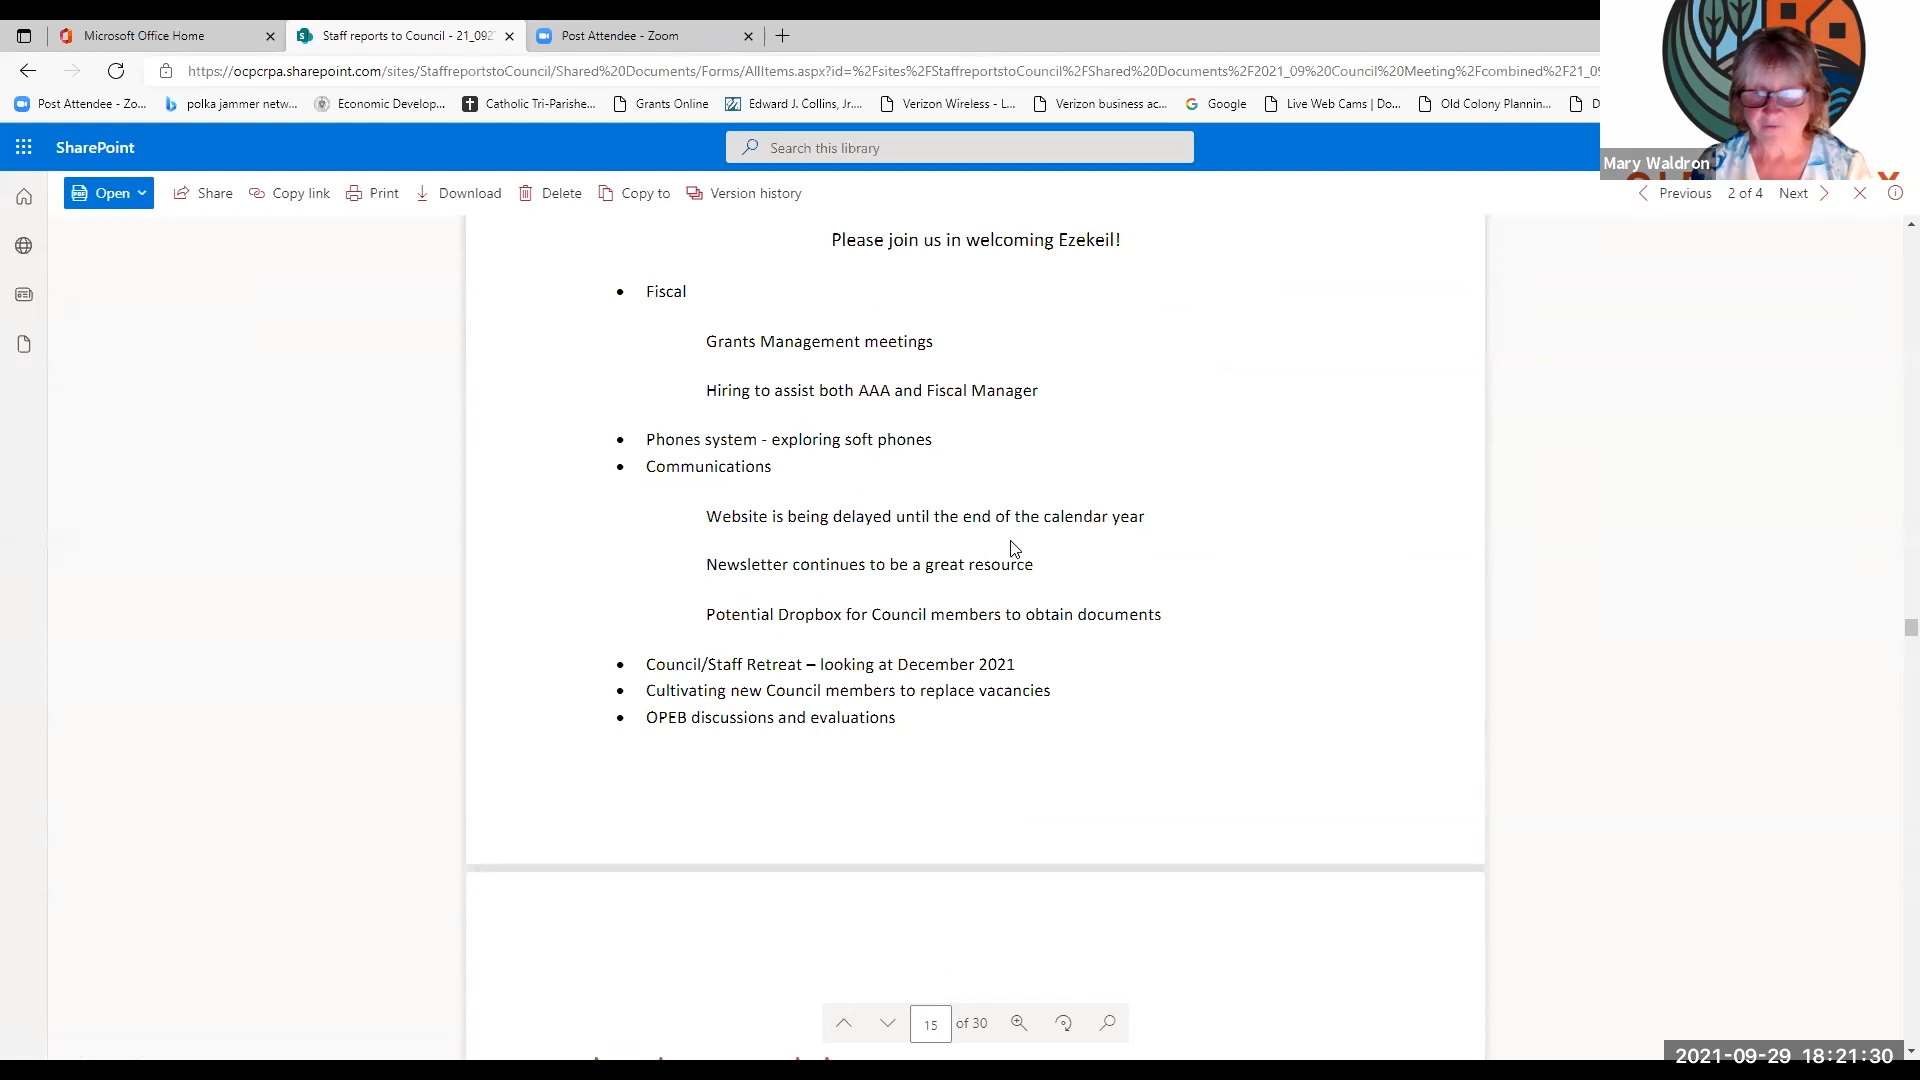 Microsoft Office Home
Staff reports to Council - 21_092
Post Attendee - Zoom
https://ocpcrpa.sharepoint.com/sites/StaffreportstoCouncil/Shared%20Documents/Forms/AllItems.aspx?id=%2Fsites%2FStaffreportstoCouncil%2FShared%20Documents%2F2021_09%20Council%20Meeting%2Fcombined%2F21_09
Post Attendee - Zo...
polka jammer netw...
Economic Develop...
Catholic Tri-Parishe...
Grants Online
Edward J. Collins, Jr....
Verizon Wireless - L...
Verizon business ac...
Google
Live Web Cams | Do...
Old Colony Plannin...
D
Mary Waldron
SharePoint
Search this library
Open
Share
Copy link
Print
Download
Delete
Copy to
Version history
Previous
2 of 4
Next
Please join us in welcoming Ezekeil!
• Fiscal
Grants Management meetings
Hiring to assist both AAA and Fiscal Manager
• Phones system - exploring soft phones
• Communications
Website is being delayed until the end of the calendar year
Newsletter continues to be a great resource
Potential Dropbox for Council members to obtain documents
• Council/Staff Retreat – looking at December 2021
• Cultivating new Council members to replace vacancies
• OPEB discussions and evaluations
15 of 30
2021-09-29 18:21:30